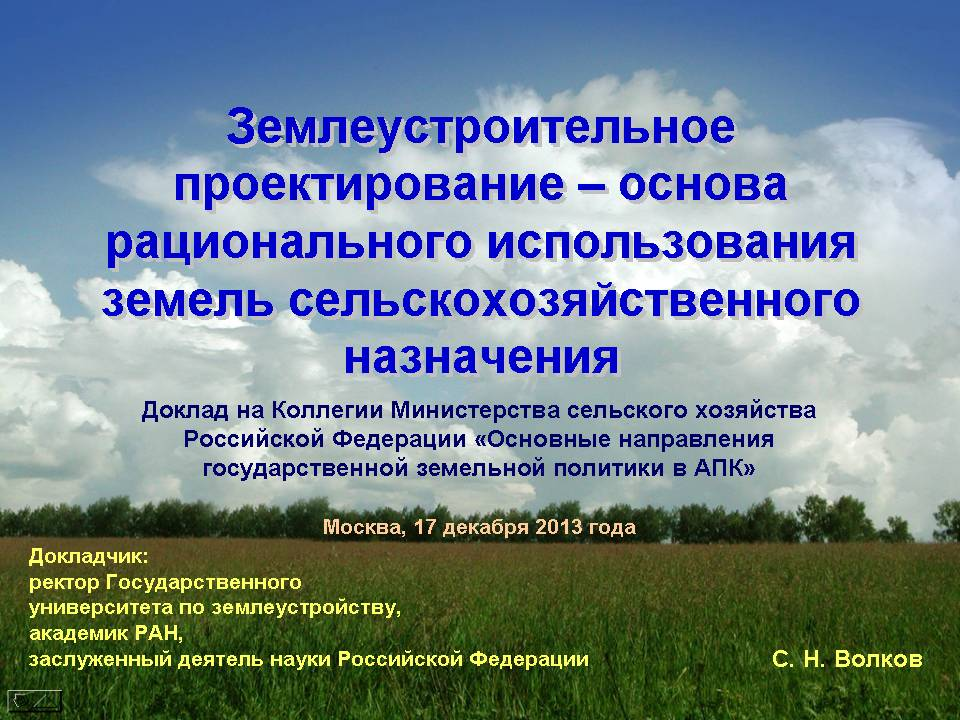 Землеустроительное
проектирование – основа
рационального использования
земель сельскохозяйственного
назначения
Доклад на Коллегии Министерства сельского хозяйства
Российской Федерации «Основные направления
государственной земельной политики в АПК»
Москва, 17 декабря 2013 года
Докладчик:
ректор Государственного
университета по землеустройству,
академик РАН,
заслуженный деятель науки Российской Федерации
С. Н. Волков